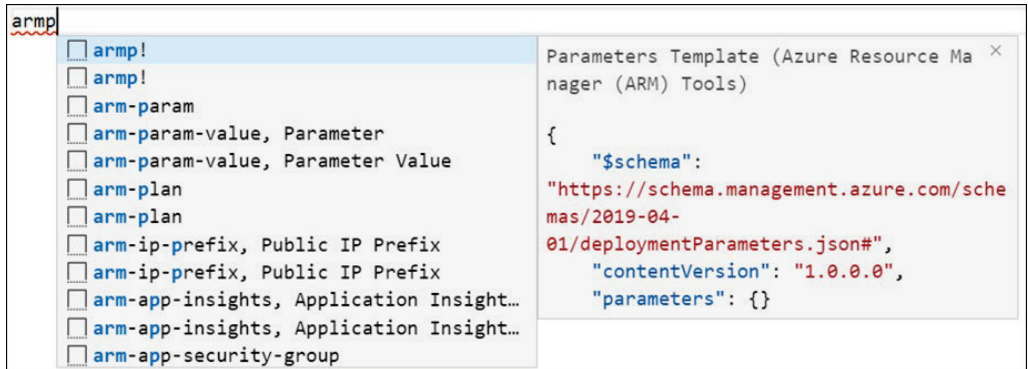 armp
armp!
armp!
arm-param
arm-param-value, Parameter
arm-param-value, Parameter Value
arm-plan
arm-plan
arm-ip-prefix, Public IP Prefix
arm-ip-prefix, Public IP Prefix
arm-app-insights, Application Insight…
arm-app-insights, Application Insight…
arm-app-security-group
Parameters Template (Azure Resource Ma
nager (ARM) Tools)
{
"$schema":
"https://schema.management.azure.com/sche
mas/2019-04-
01/deploymentParameters.json#",
"contentVersion": "1.0.0.0",
"parameters": {}